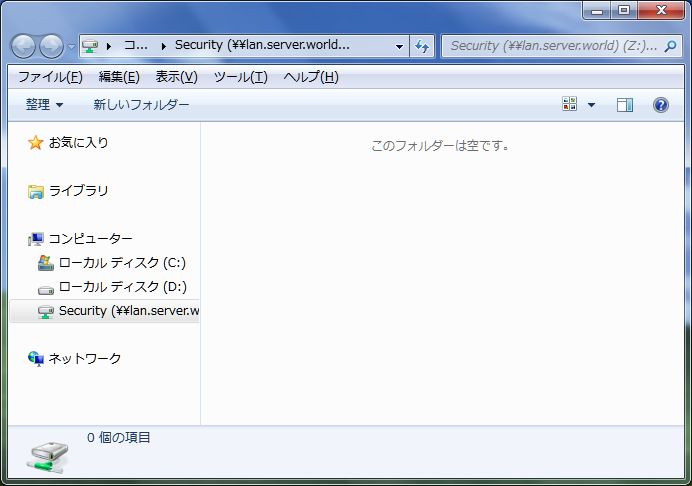 コ... Security (¥¥lan.server.world... Security (¥¥lan.server.world) (Z:)...
ファイル(F) 編集(E) 表示(V) ツール(T) ヘルプ(H)
整理 新しいフォルダー
お気に入り
このフォルダーは空です。
ライブラリ
コンピューター
ローカル ディスク (C:)
ローカル ディスク (D:)
Security (¥¥lan.server.w
ネットワーク
0 個の項目